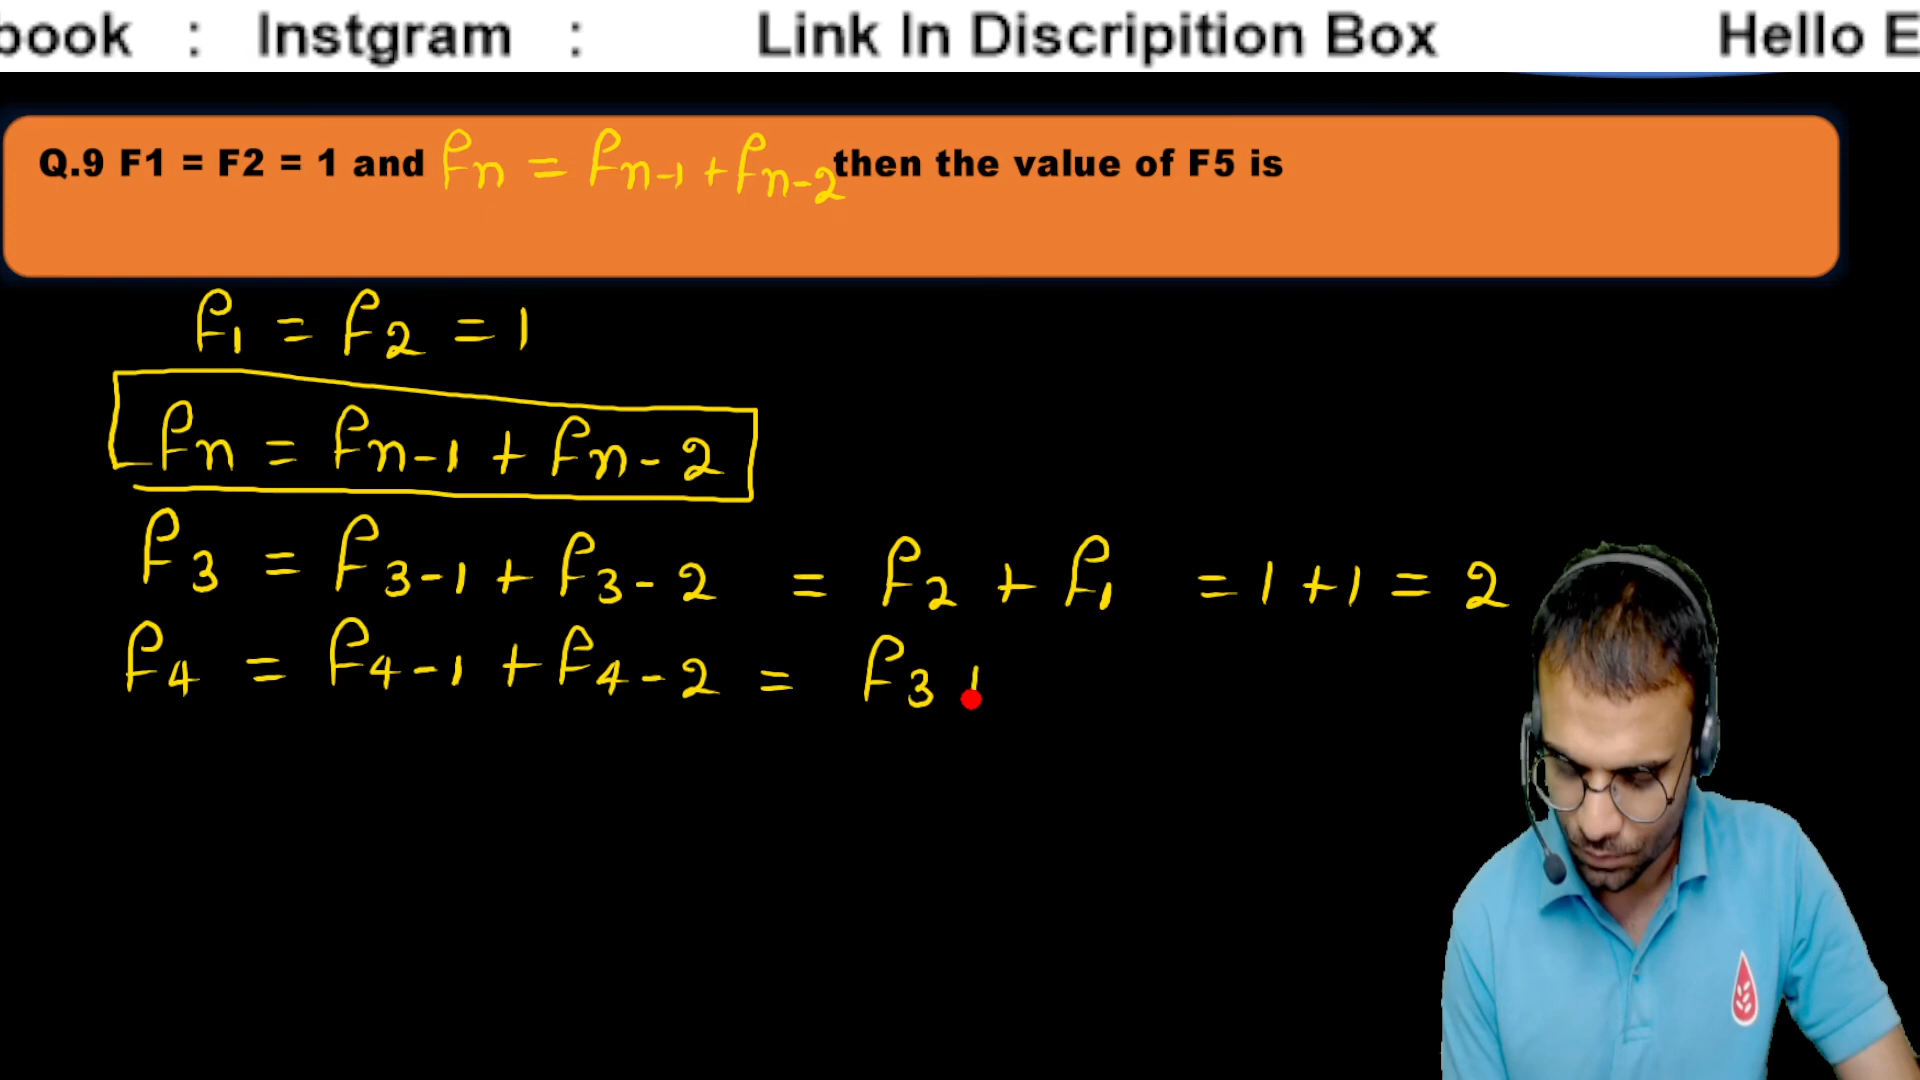 book : Instgram : Link In Discripition Box Hello E
Q.9 F1 = F2 = 1 and Fn = Fn-1 + Fn-2 then the value of F5 is
F1 = F2 = 1
Fn = Fn-1 + Fn-2
F3 = F3-1 + F3-2 = F2 + F1 = 1 + 1 = 2
F4 = F4-1 + F4-2 = F3